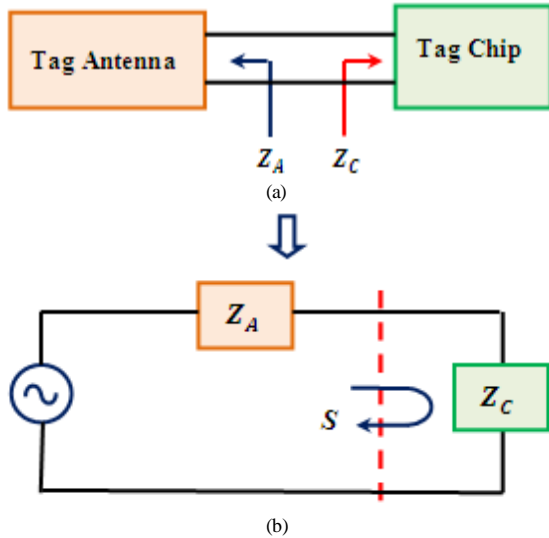 Tag Antenna
Tag Chip
Z_A
Z_C
(a)
Z_A
Z_C
S
(b)